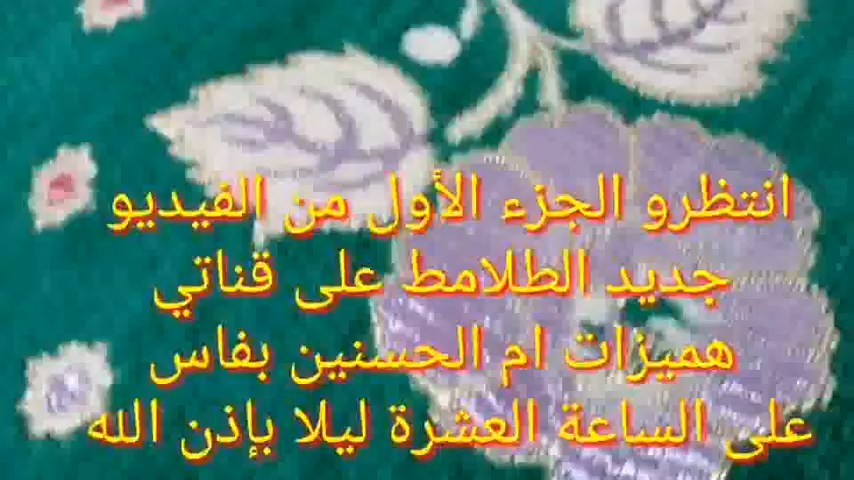 انتظرو الجزء الأول من الفيديو
جديد الطلامط على قناتي
هميزات ام الحسنين بفاس
على الساعة العشرة ليلا بإذن الله